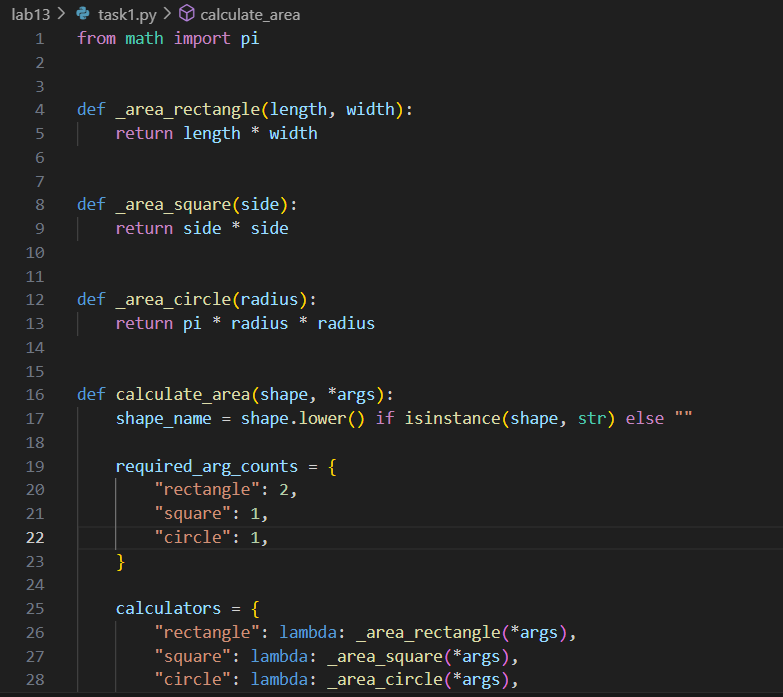 lab13 > task1.py > calculate_area
1 from math import pi
2
3
4 def _area_rectangle(length, width):
5     return length * width
6
7
8 def _area_square(side):
9     return side * side
10
11
12 def _area_circle(radius):
13     return pi * radius * radius
14
15
16 def calculate_area(shape, *args):
17     shape_name = shape.lower() if isinstance(shape, str) else ""
18
19     required_arg_counts = {
20         "rectangle": 2,
21         "square": 1,
22         "circle": 1,
23     }
24
25     calculators = {
26         "rectangle": lambda: _area_rectangle(*args),
27         "square": lambda: _area_square(*args),
28         "circle": lambda: _area_circle(*args),